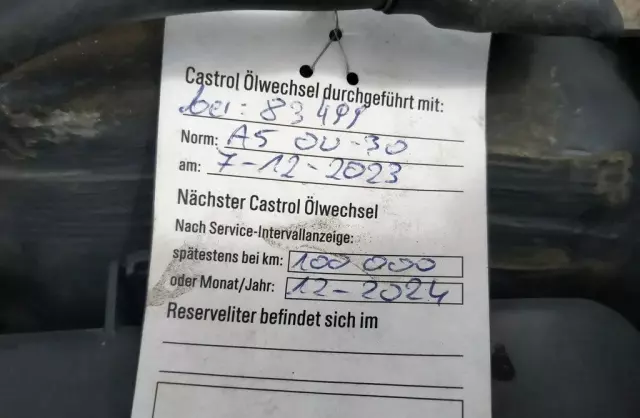 Castrol Ölwechsel durchgeführt mit:
bei: 83499
Norm: A5 0W-30
am: 7-12-2023
Nächster Castrol Ölwechsel
Nach Service-Intervallanzeige:
spätestens bei km: 100 000
oder Monat/Jahr: 12-2024
Reserveliter befindet sich im